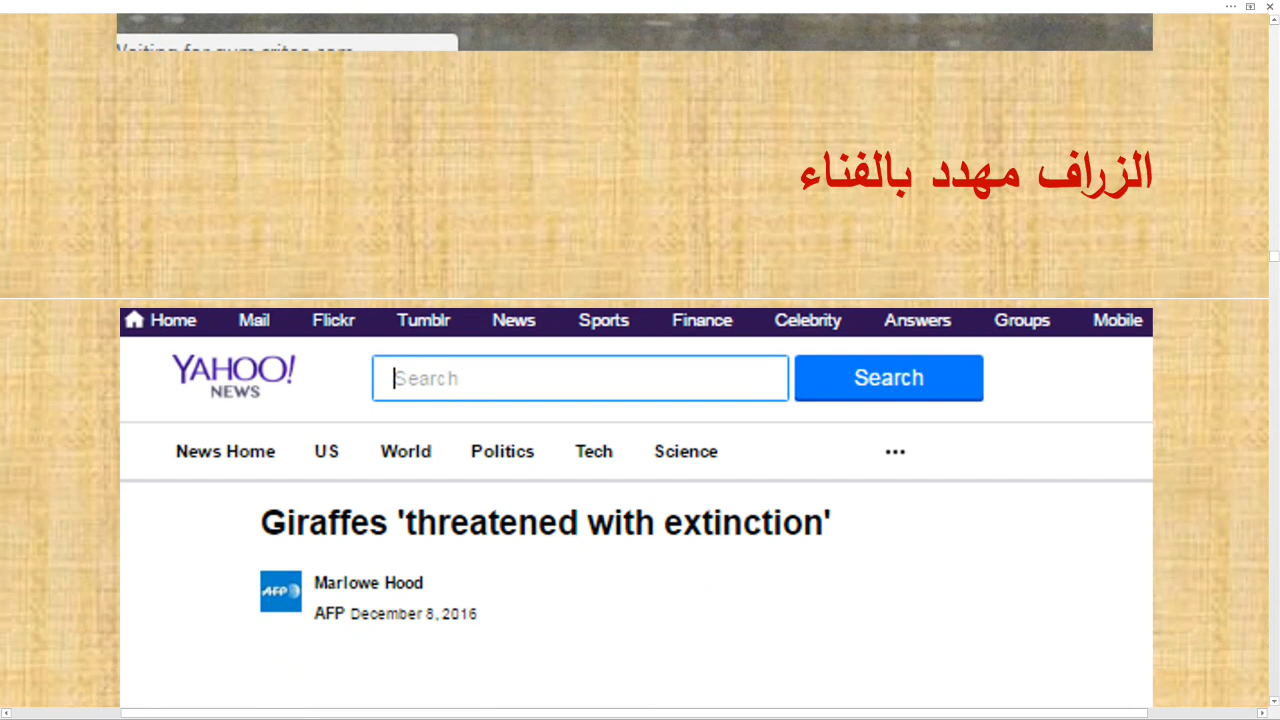 الزراف مهدد بالفناء
Home Mail Flickr Tumblr News Sports Finance Celebrity Answers Groups Mobile
YAHOO!
NEWS
Search Search
News Home US World Politics Tech Science ...
Giraffes 'threatened with extinction'
AFP
Marlowe Hood
AFP December 8, 2016